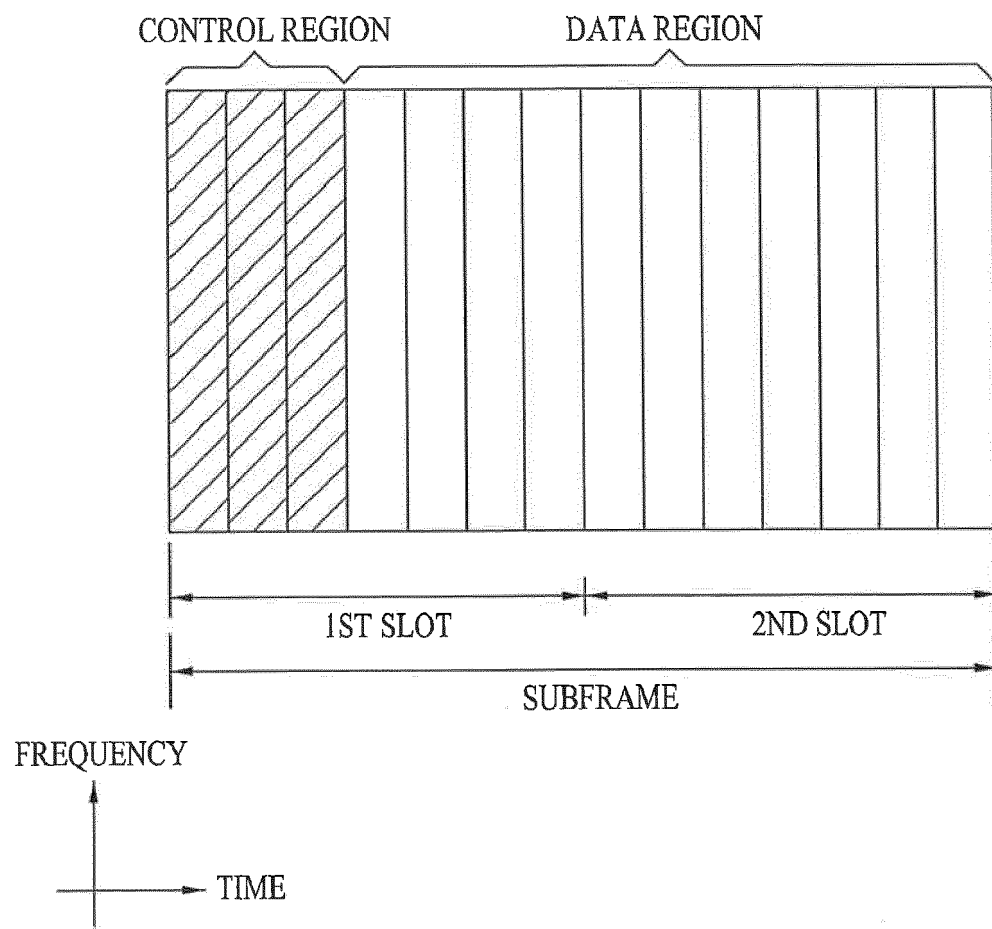 CONTROL REGION
DATA REGION
1ST SLOT
2ND SLOT
SUBFRAME
FREQUENCY
TIME